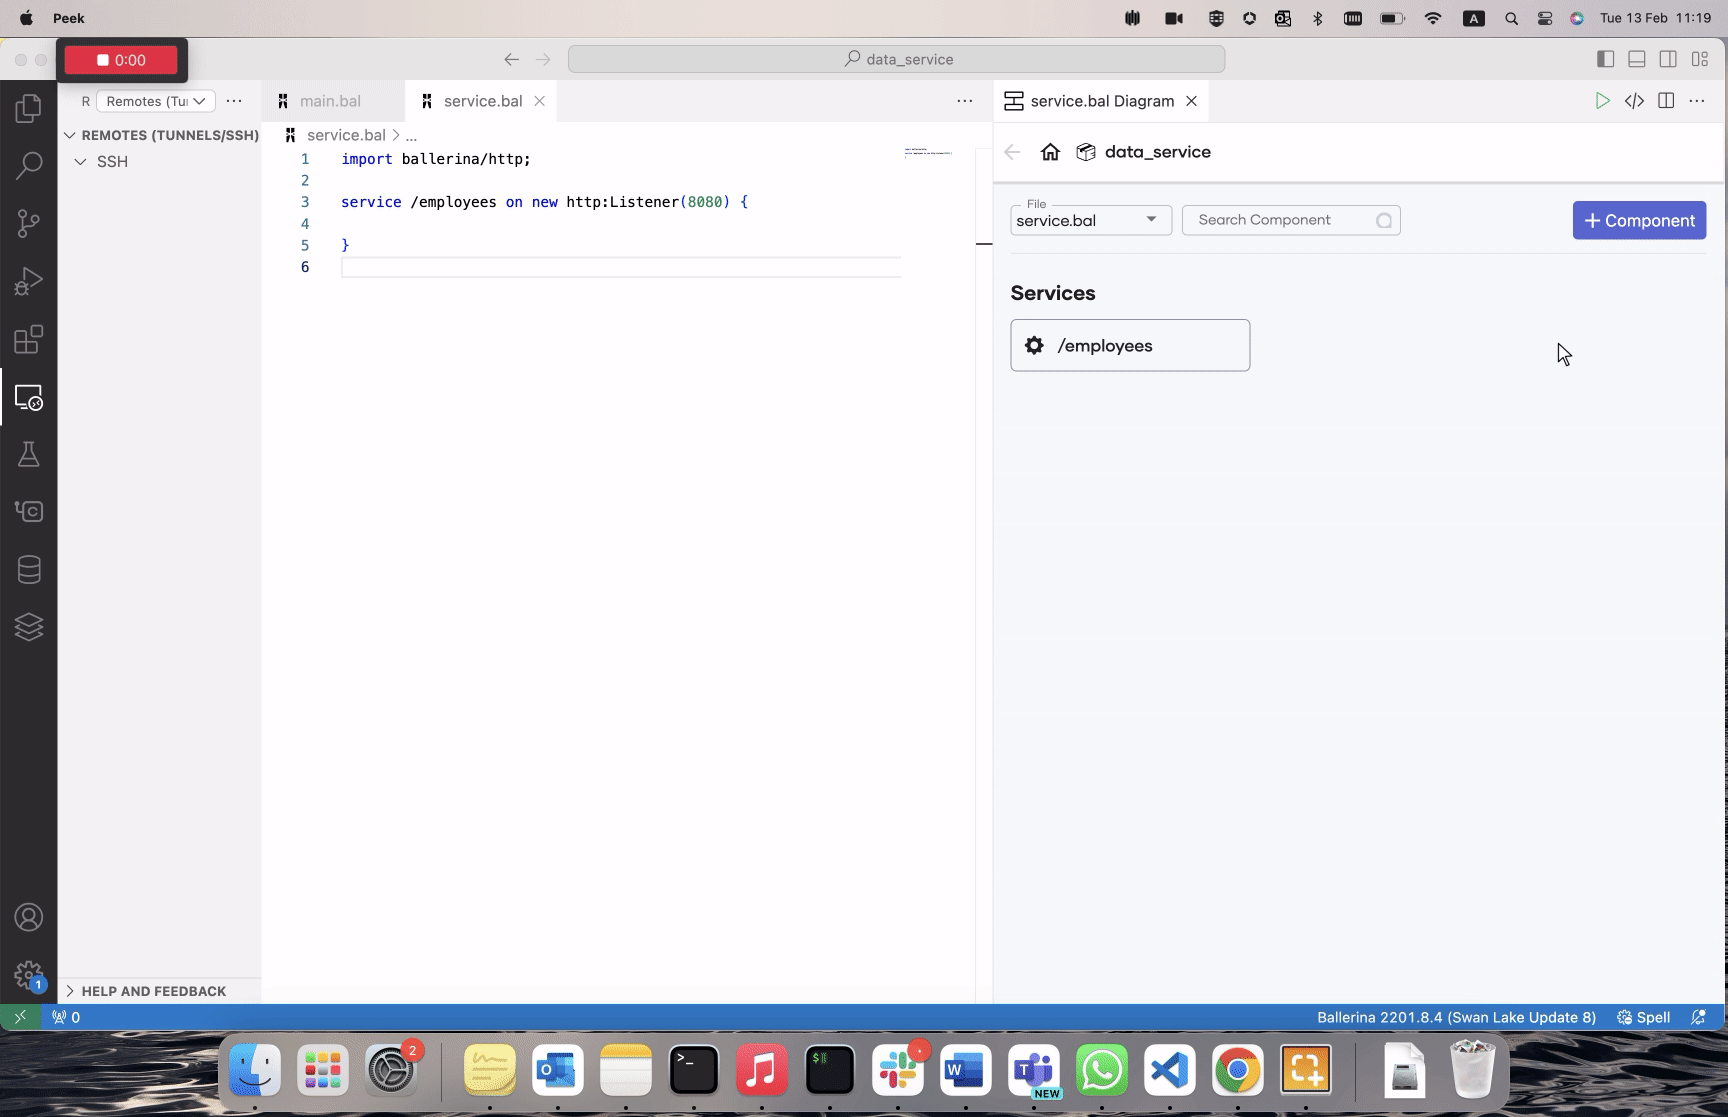 Peek
A
Tue 13 Feb 11:19
0:00
data_service
R
Remotes (Tu
main.bal
service.bal
service.bal Diagram
REMOTES (TUNNELS/SSH)
SSH
service.bal > ...
1 import ballerina/http;
2
3 service /employees on new http:Listener(8080) {
4
5 }
6
data_service
File
service.bal
Search Component
+ Component
Services
/employees
1
HELP AND FEEDBACK
0
Ballerina 2201.8.4 (Swan Lake Update 8)
Spell
2
O
>_
$
W
T
NEW